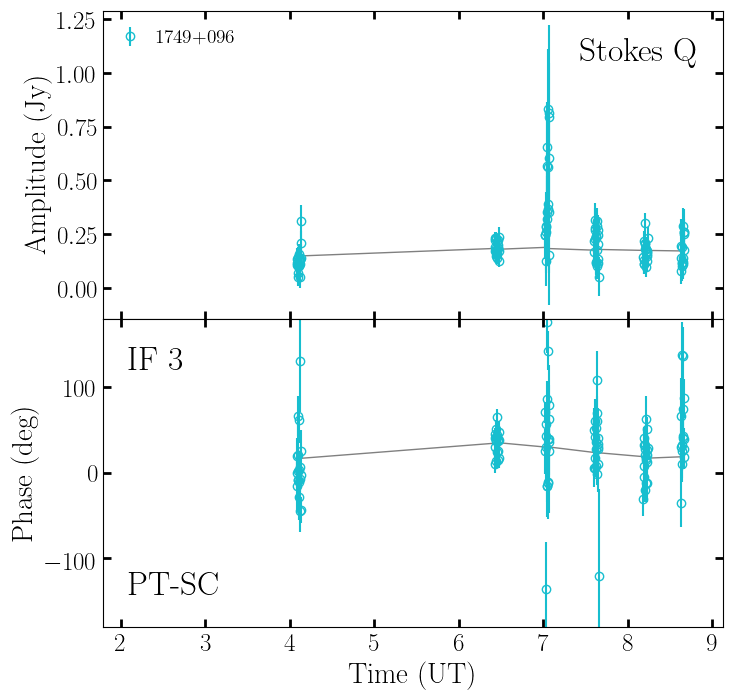 1749+096
Stokes Q
Amplitude (Jy)
1.25
1.00
0.75
0.50
0.25
0.00
IF 3
Phase (deg)
100
0
−100
PT-SC
2 3 4 5 6 7 8 9
Time (UT)